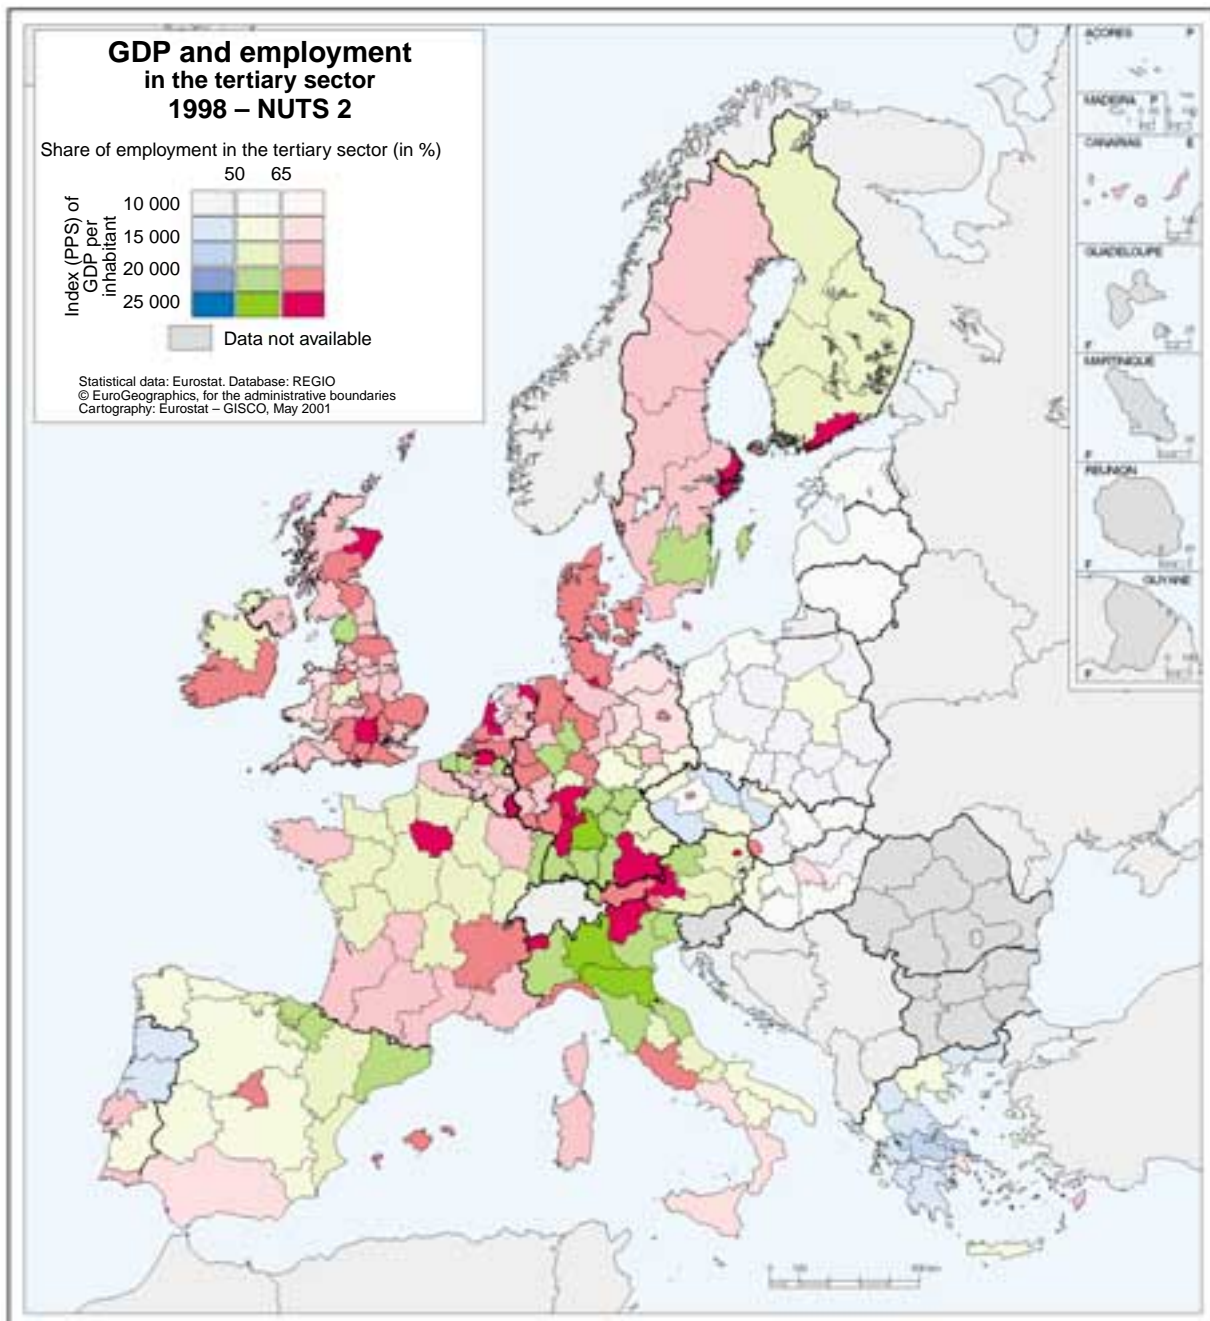 GDP and employment
in the tertiary sector
1998 – NUTS 2
Share of employment in the tertiary sector (in %)
50 65
Index (PPS) of
GDP per
inhabitant
10 000
15 000
20 000
25 000
Data not available
Statistical data: Eurostat. Database: REGIO
© EuroGeographics, for the administrative boundaries
Cartography: Eurostat – GISCO, May 2001
AÇORES P
MADEIRA P
CANARIAS E
GUADELOUPE
F
MARTINIQUE
F
REUNION
F
GUYANE
F